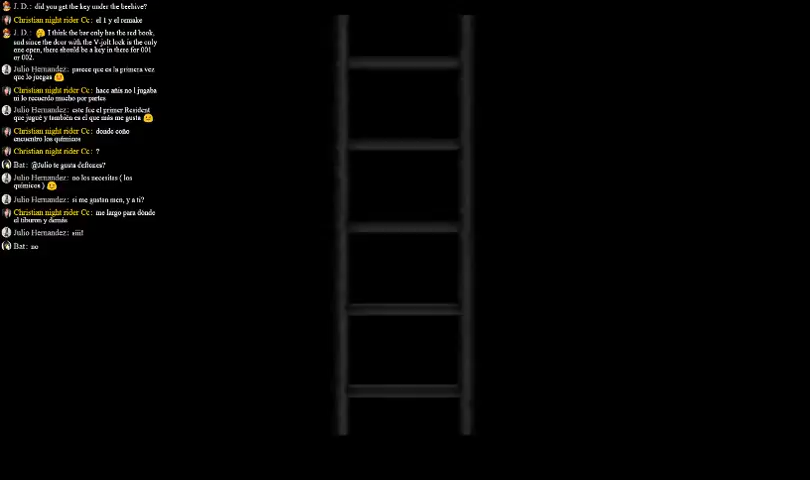 J. D.: did you get the key under the beehive?
Christian night rider Cc: el 1 y el remake
J. D.: 🤔 I think the bar only has the red book,
and since the door with the V-jolt lock is the only
one open, there should be a key in there for 001
or 002.
Julio Hernandez: parece que es la primera vez
que lo juegas 🙂
Christian night rider Cc: hace añis no l jugaba
ni lo recuerdo mucho por partes
Julio Hernandez: este fue el primer Resident
que jugué y también es el que más me gusta 🙂
Christian night rider Cc: donde coño
encuentro los químicos
Christian night rider Cc: ?
Bat: @Julio te gusta deftones?
Julio Hernandez: no los necesitas ( los
químicos ) 🙂
Julio Hernandez: si me gustan men, y a ti?
Christian night rider Cc: me largo para donde
el tiburon y demás
Julio Hernandez: siii!
Bat: no